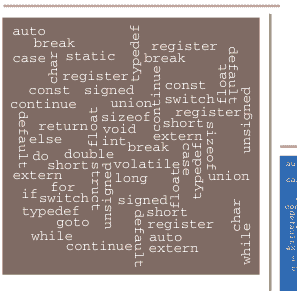 auto
break
typedef
register
case
char
static
break
default
register
continue
float
const
signed
const
switch
unsigned
continue
union
register
default
float
sizeof
short
return
void
extern
sizeof
else
int
break
case
typedef
do
double
short
struct
volatile
extern
unsigned
long
union
for
float
if
switch
signed
char
typedef
default
short
goto
register
while
auto
while
continue
extern